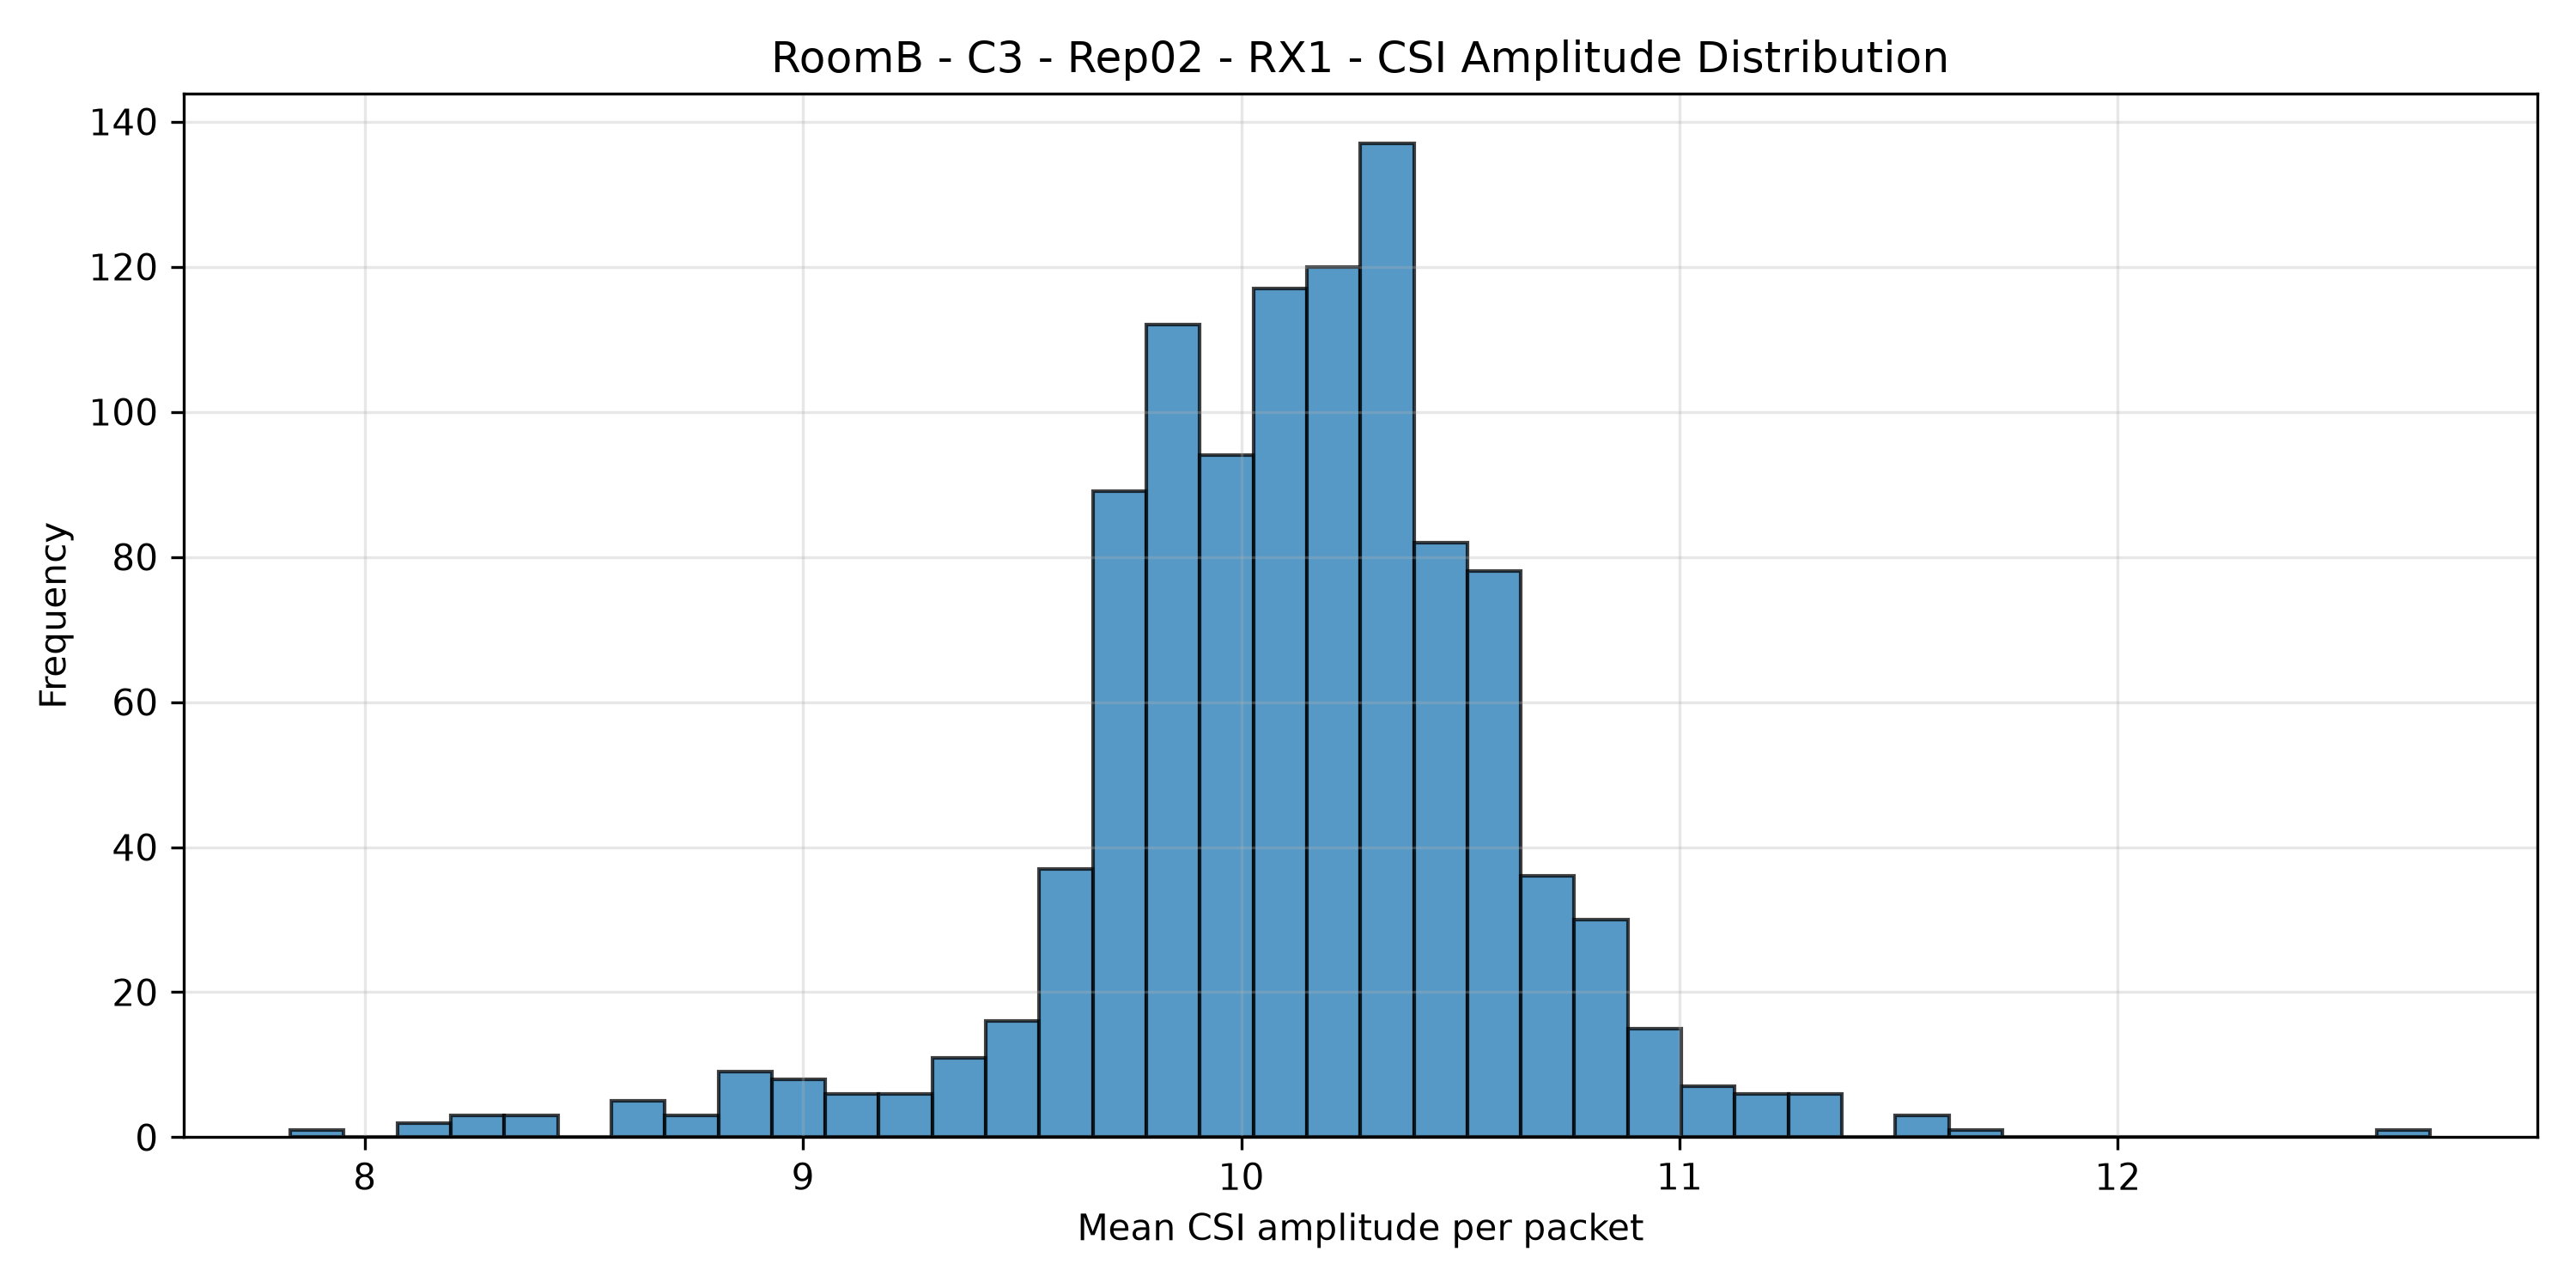 RoomB - C3 - Rep02 - RX1 - CSI Amplitude Distribution
140
120
100
80
60
40
20
0
Frequency
8 9 10 11 12
Mean CSI amplitude per packet